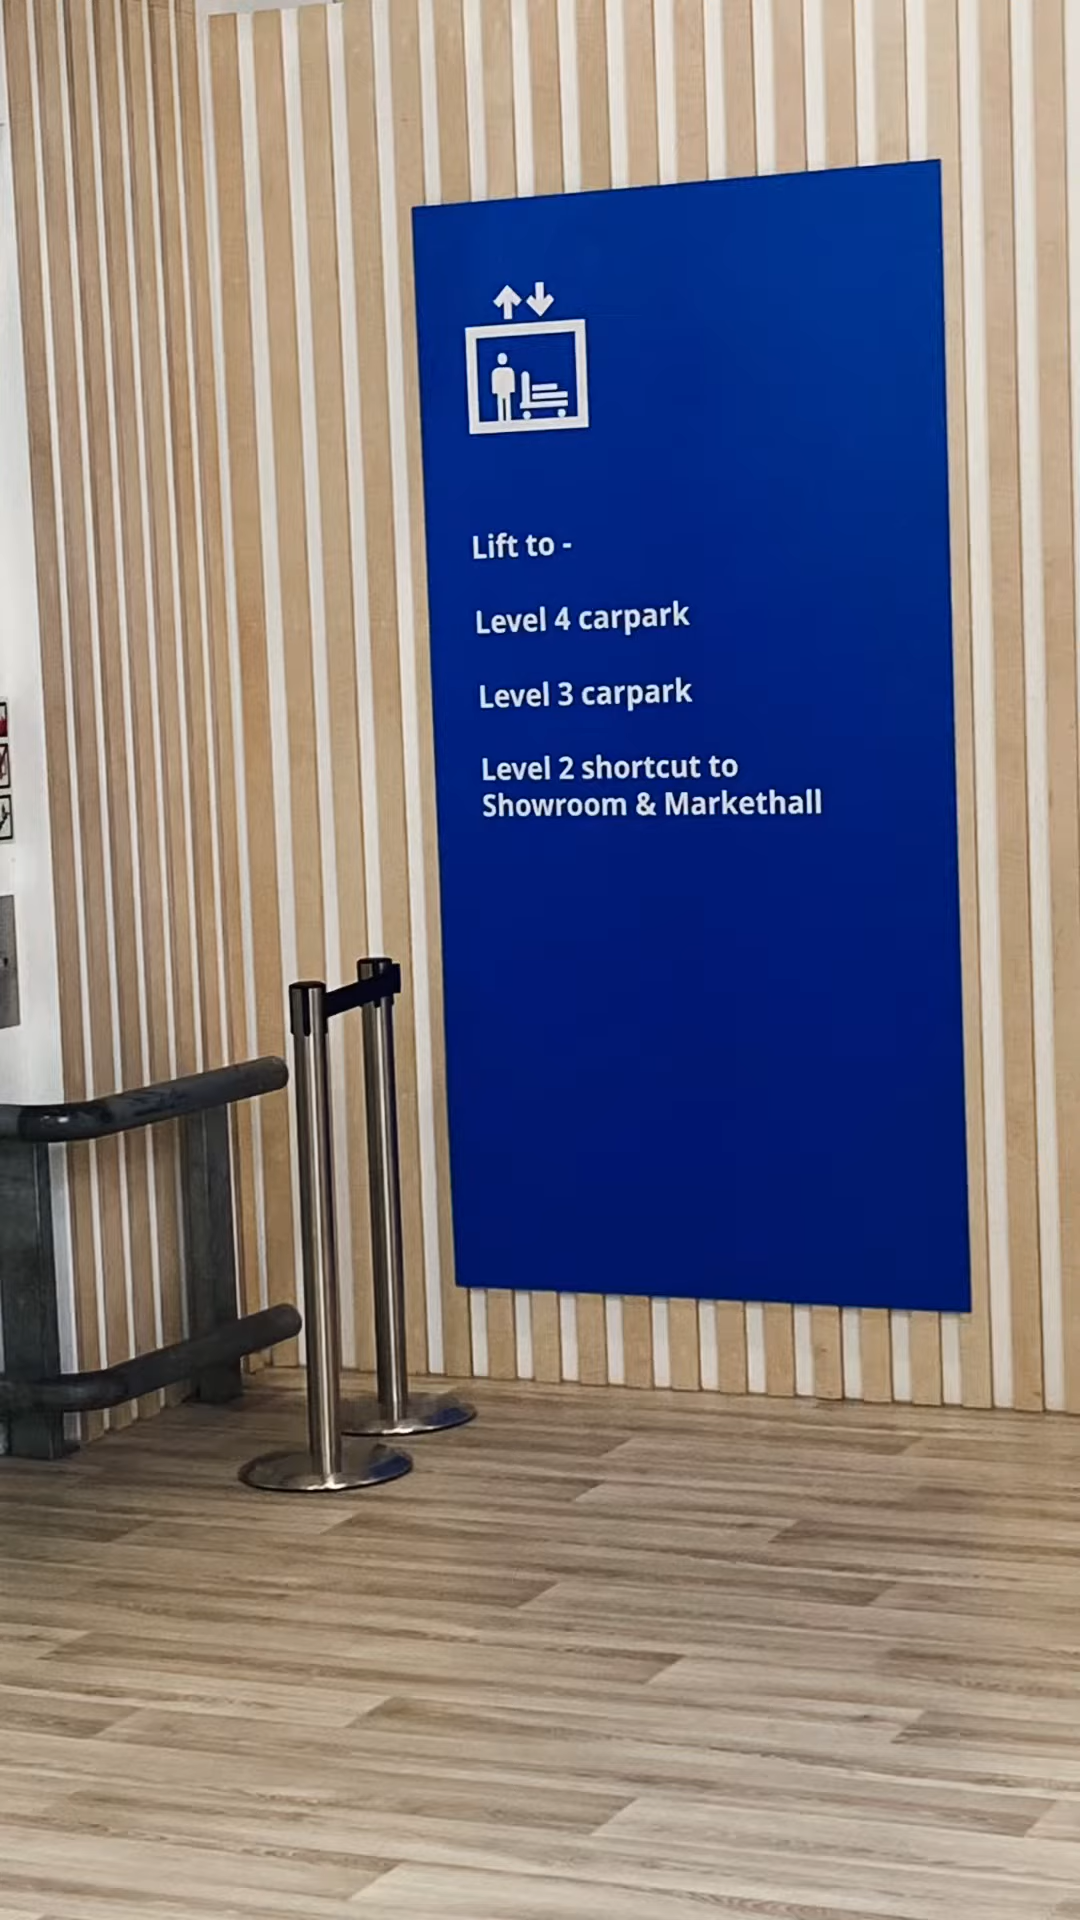 Lift to -
Level 4 carpark
Level 3 carpark
Level 2 shortcut to
Showroom & Markethall